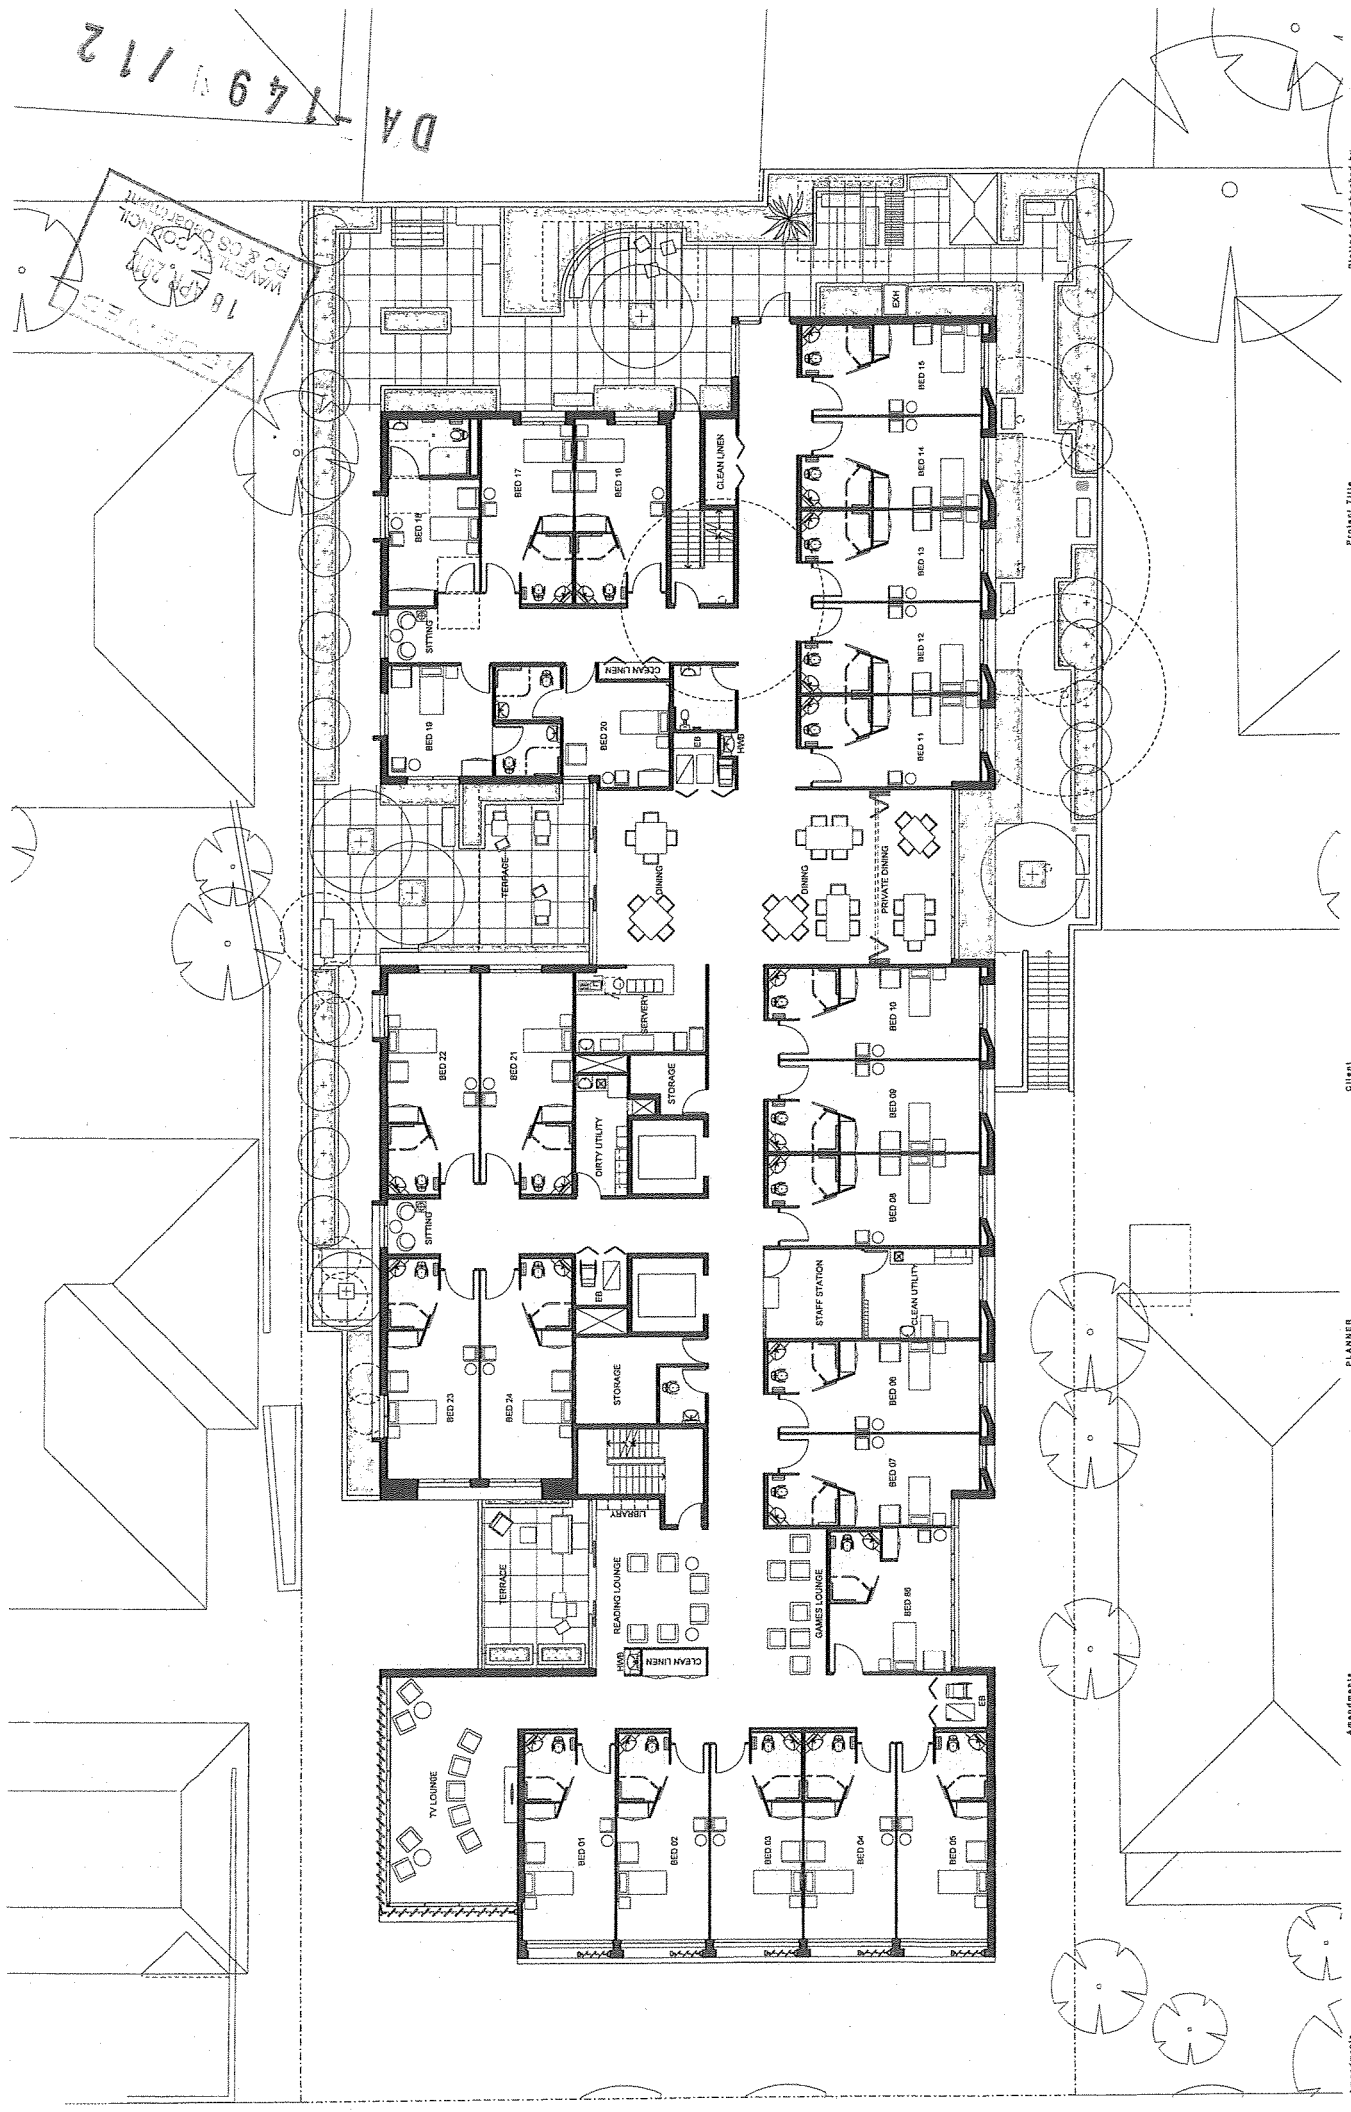 DA-149 /12
WAVERLEY COUNCIL
18 APR 201
EXH
BED 15
BED 14
BED 13
BED 12
BED 11
BED 17
BED 16
CLEAN LINEN
BED 18
SITTING
CLEAN LINEN
BED 19
BED 20
EB
HWB
TERRACE
DINING
DINING
PRIVATE DINING
BED 22
BED 21
SERVERY
STORAGE
DIRTY UTILITY
BED 10
BED 09
BED 08
SITTING
EB
STAFF STATION
CLEAN UTILITY
BED 23
BED 24
STORAGE
BED 06
BED 07
LIBRARY
TERRACE
READING LOUNGE
GAMES LOUNGE
BED 86
HWB
CLEAN LINEN
EB
TV LOUNGE
BED 01
BED 02
BED 03
BED 04
BED 05
Project Title
Client
PLANNER
Amendments